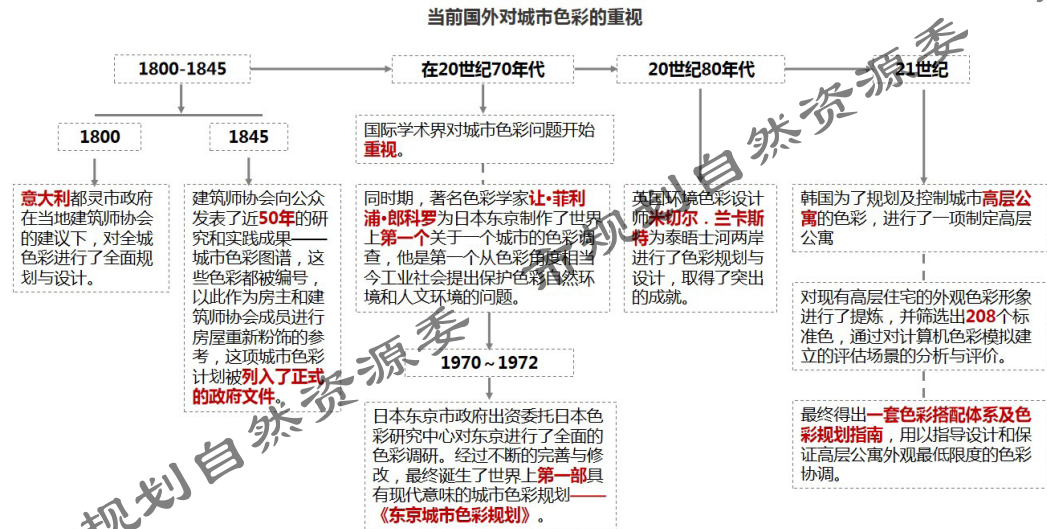 当前国外对城市色彩的重视
1800-1845
在20世纪70年代
20世纪80年代
21世纪
1800
1845
意大利都灵市政府
在当地建筑师协会
的建议下，对全城
色彩进行了全面规
划与设计。
建筑师协会向公众
发表了近50年的研
究和实践成果——
城市色彩图谱，这
些色彩都被编号，
以此作为房主和建
筑师协会成员进行
房屋重新粉饰的参
考，这项城市色彩
计划被列入了正式
的政府文件。
国际学术界对城市色彩问题开始
重视。
同时期，著名色彩学家让·菲利
浦·郎科罗为日本东京制作了世界
上第一个关于一个城市的色彩调
查，他是第一个从色彩角度和当
今工业社会提出保护色彩自然环
境和人文环境的问题。
1970～1972
日本东京市政府出资委托日本色
彩研究中心对东京进行了全面的
色彩调研。经过不断的完善与修
改，最终诞生了世界上第一部具
有现代意味的城市色彩规划——
《东京城市色彩规划》。
英国环境色彩设计
师米切尔．兰卡斯
特为泰晤士河两岸
进行了色彩规划与
设计，取得了突出
的成就。
韩国为了规划及控制城市高层公
寓的色彩，进行了一项制定高层
公寓
对现有高层住宅的外观色彩形象
进行了提炼，并筛选出208个标
准色，通过对计算机色彩模拟建
立的评估场景的分析与评价。
最终得出一套色彩搭配体系及色
彩规划指南，用以指导设计和保
证高层公寓外观最低限度的色彩
协调。
市规划自然资源委
规划自然资源委